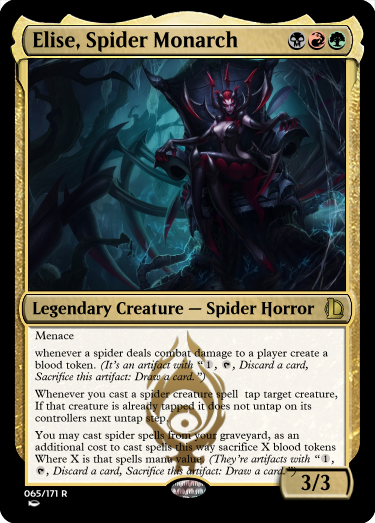 Elise, Spider Monarch
Legendary Creature — Spider Horror
Menace
whenever a spider deals combat damage to a player create a
blood token. (It's an artifact with "1, Discard a card,
Sacrifice this artifact: Draw a card.")
Whenever you cast a spider creature spell tap target creature,
If that creature is already tapped it does not untap on its
controllers next untap step.
You may cast spider spells from your graveyard, as an
additional cost to cast spells this way sacrifice X blood tokens
Where X is that spells mana value (They're artifacts with "1,
, Discard a card, Sacrifice this artifact: Draw a card.")
065/171 R
3/3